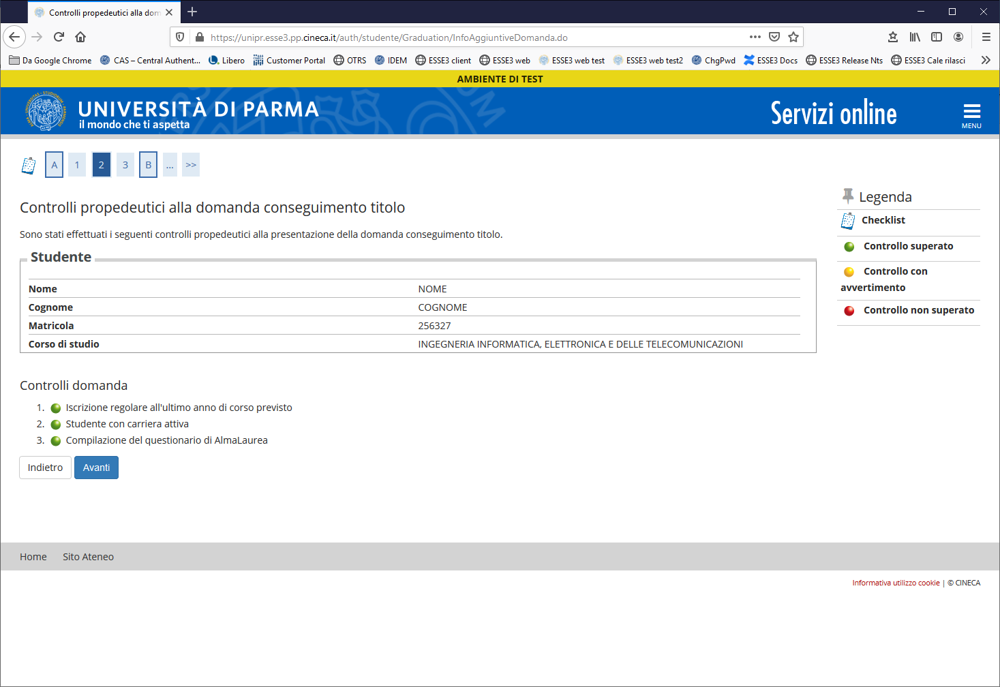 Controlli propedeutici alla dom
https://unipr.esse3.pp.cineca.it/auth/studente/Graduation/InfoAggiuntiveDomanda.do
Da Google Chrome CAS – Central Authent... Libero Customer Portal OTRS IDEM ESSE3 client ESSE3 web ESSE3 web test ESSE3 web test2 ChgPwd ESSE3 Docs ESSE3 Release Nts ESSE3 Cale rilasci
AMBIENTE DI TEST
UNIVERSITÀ DI PARMA
il mondo che ti aspetta
Servizi online
MENU
A 1 2 3 B ... >>
Controlli propedeutici alla domanda conseguimento titolo
Sono stati effettuati i seguenti controlli propedeutici alla presentazione della domanda conseguimento titolo.
Studente
Nome NOME
Cognome COGNOME
Matricola 256327
Corso di studio INGEGNERIA INFORMATICA, ELETTRONICA E DELLE TELECOMUNICAZIONI
Controlli domanda
1. Iscrizione regolare all'ultimo anno di corso previsto
2. Studente con carriera attiva
3. Compilazione del questionario di AlmaLaurea
Indietro Avanti
Legenda
Checklist
Controllo superato
Controllo con
avvertimento
Controllo non superato
Home Sito Ateneo
Informativa utilizzo cookie | © CINECA